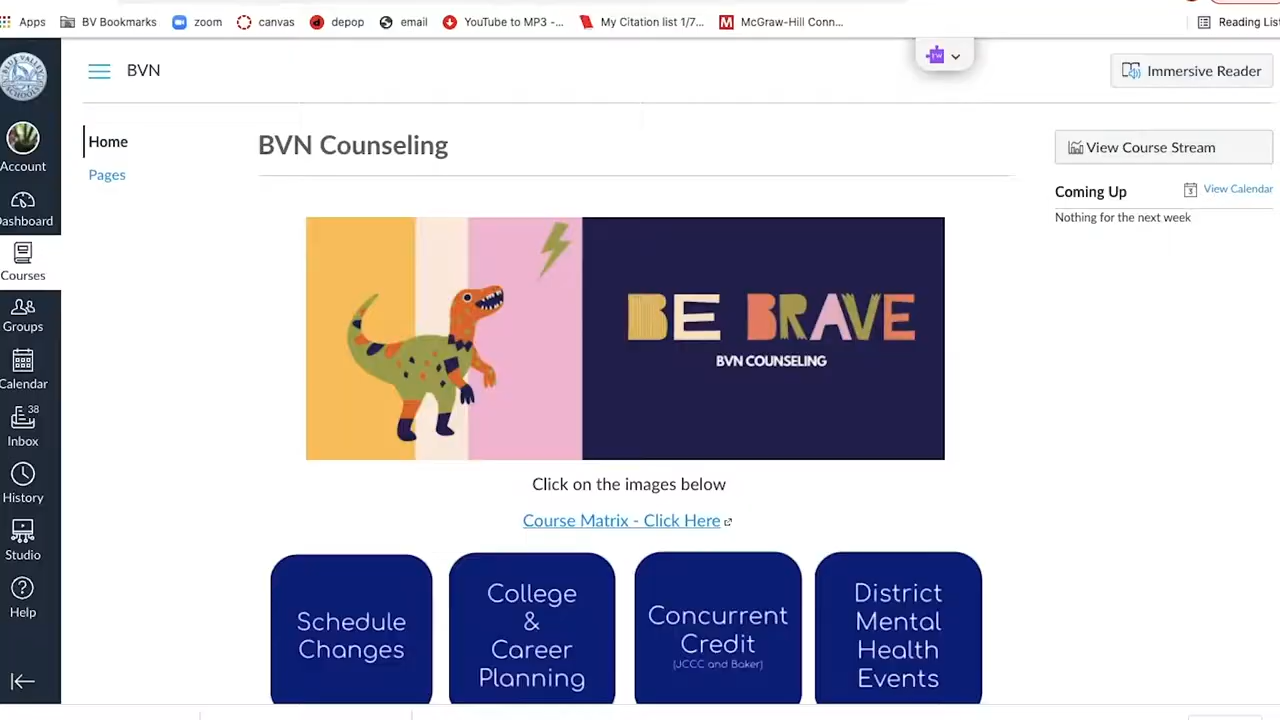 Apps BV Bookmarks zoom canvas depop email YouTube to MP3 -... My Citation list 1/7... McGraw-Hill Conn... Reading List
BLUE VALLEY SCHOOLS
BVN
rw
Immersive Reader
Account
Dashboard
Courses
Groups
Calendar
38
Inbox
History
Studio
Help
Home
Pages
BVN Counseling
BE BRAVE
BVN COUNSELING
Click on the images below
Course Matrix - Click Here
Schedule
Changes
College
&
Career
Planning
Concurrent
Credit
(JCCC and Baker)
District
Mental
Health
Events
View Course Stream
Coming Up
View Calendar
Nothing for the next week